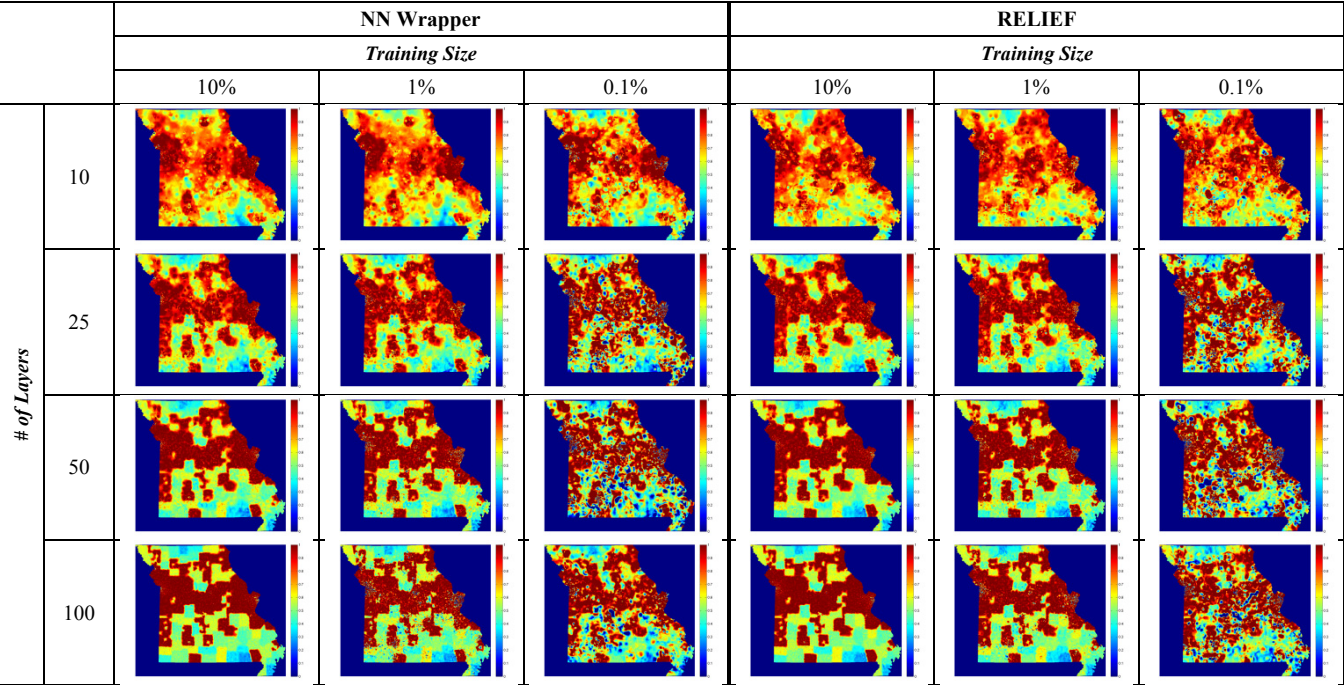 NN Wrapper RELIEF
Training Size Training Size
10% 1% 0.1% 10% 1% 0.1%
# of Layers
10
25
50
100